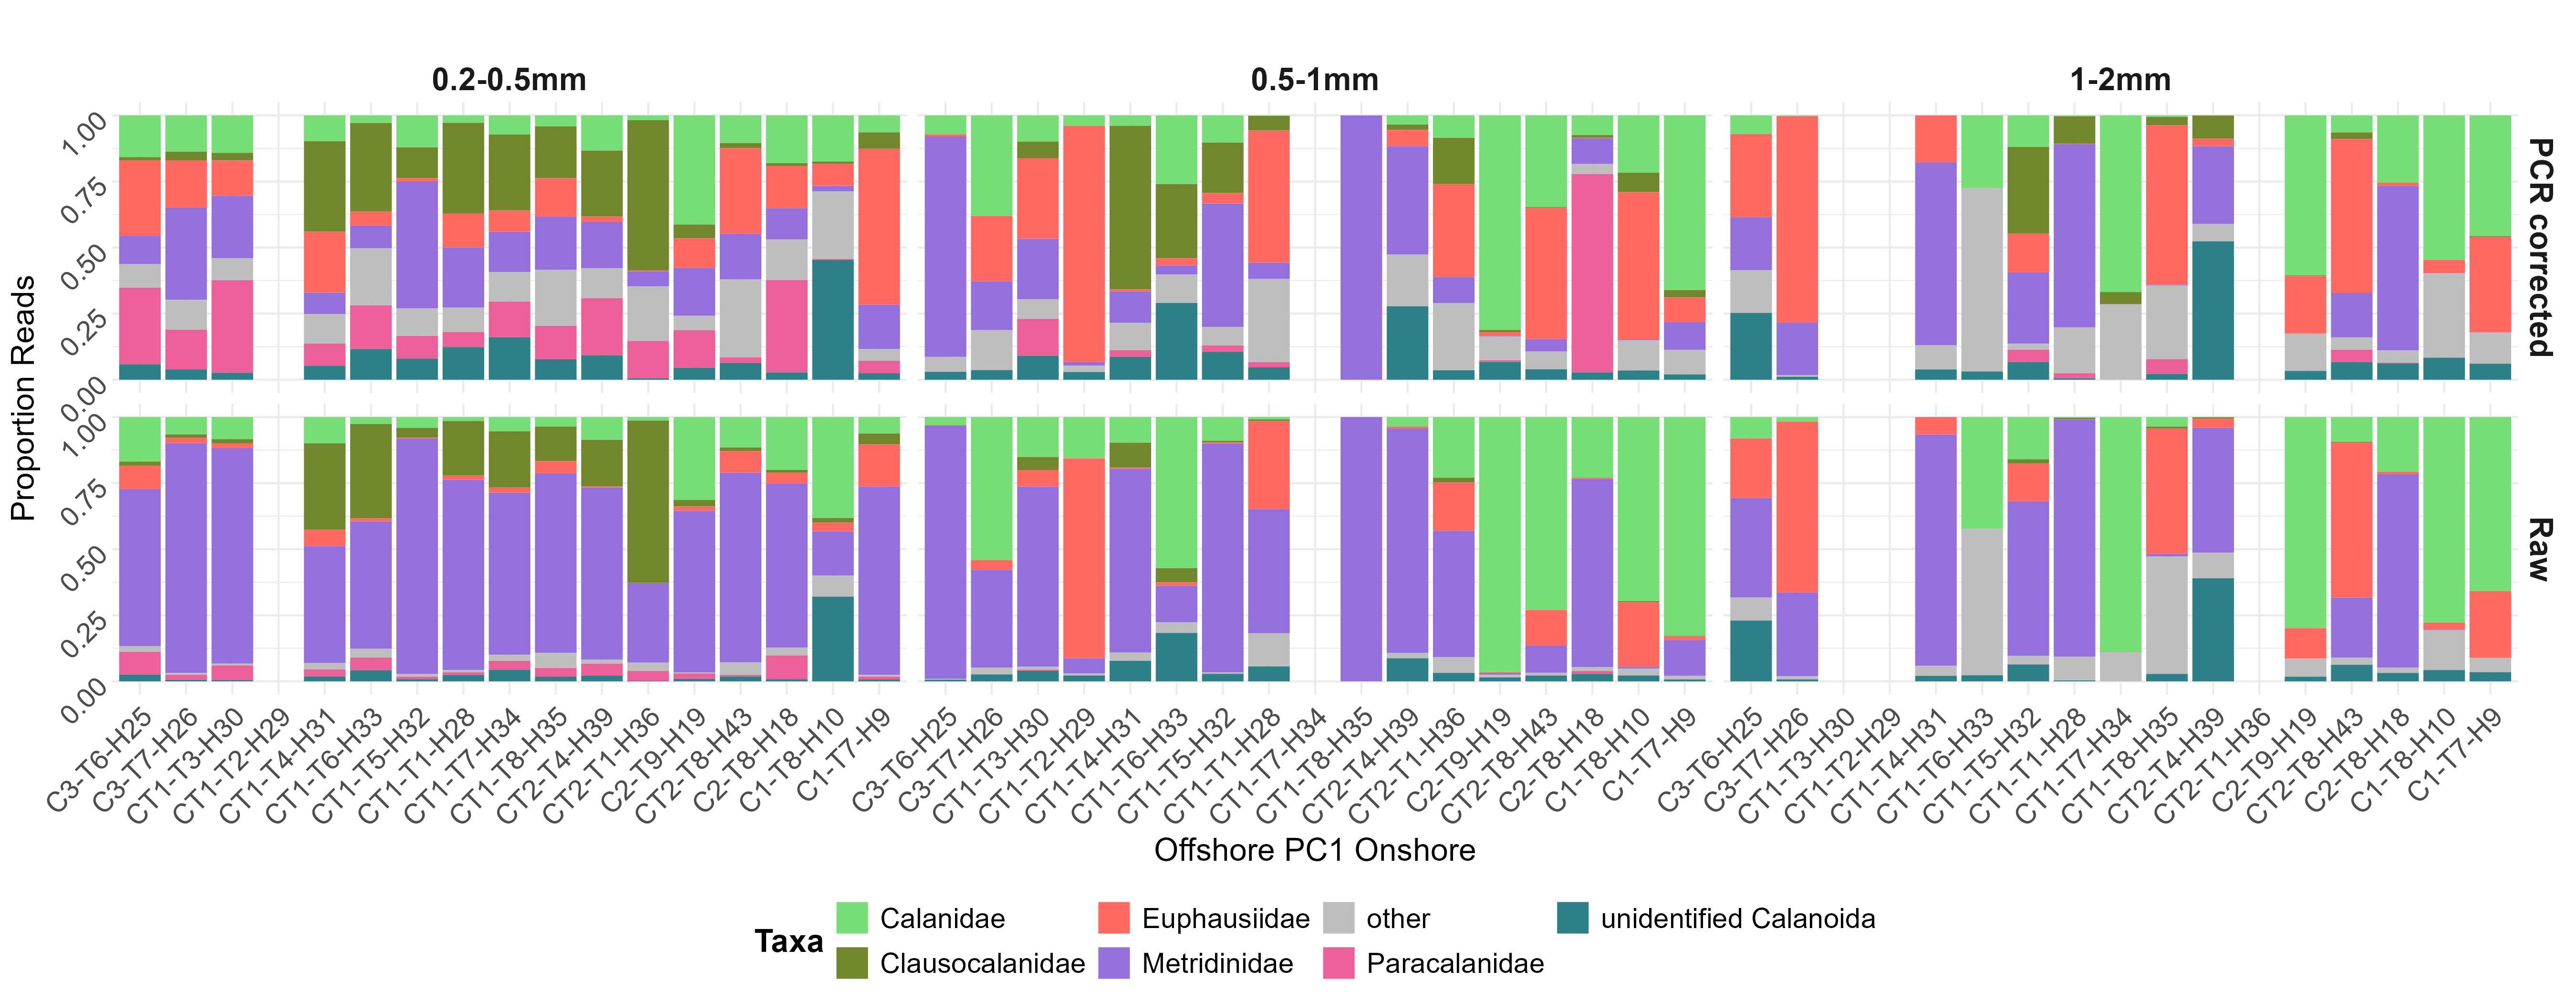 0.2-0.5mm 0.5-1mm 1-2mm
Proportion Reads
1.00
0.75
0.50
0.25
0.00
PCR corrected
1.00
0.75
0.50
0.25
0.00
Raw
C3-T6-H25 C3-T7-H26 CT1-T3-H30 CT1-T2-H29 CT1-T4-H31 CT1-T6-H33 CT1-T5-H32 CT1-T1-H28 CT1-T7-H34 CT1-T8-H35 CT2-T4-H39 CT2-T1-H36 C2-T9-H19 CT2-T8-H43 C2-T8-H18 C1-T8-H10 C1-T7-H9
C3-T6-H25 C3-T7-H26 CT1-T3-H30 CT1-T2-H29 CT1-T4-H31 CT1-T6-H33 CT1-T5-H32 CT1-T1-H28 CT1-T7-H34 CT1-T8-H35 CT2-T4-H39 CT2-T1-H36 C2-T9-H19 CT2-T8-H43 C2-T8-H18 C1-T8-H10 C1-T7-H9
C3-T6-H25 C3-T7-H26 CT1-T3-H30 CT1-T2-H29 CT1-T4-H31 CT1-T6-H33 CT1-T5-H32 CT1-T1-H28 CT1-T7-H34 CT1-T8-H35 CT2-T4-H39 CT2-T1-H36 C2-T9-H19 CT2-T8-H43 C2-T8-H18 C1-T8-H10 C1-T7-H9
Offshore PC1 Onshore
Taxa
Calanidae Euphausiidae other unidentified Calanoida
Clausocalanidae Metridinidae Paracalanidae